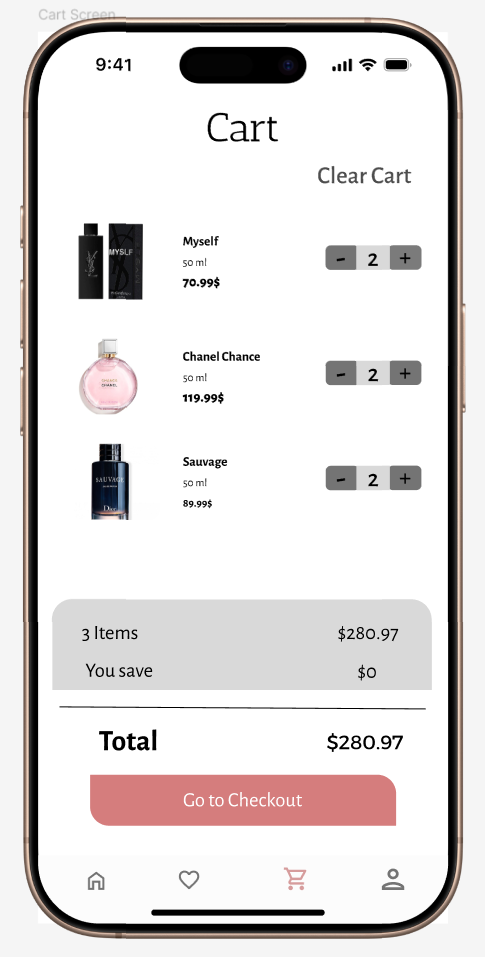 Cart Screen
9:41
Cart
Clear Cart
MYSLF
Myself
50 ml
70.99$
- 2 +
CHANCE
CHANEL
Chanel Chance
50 ml
119.99$
- 2 +
SAUVAGE
Dior
Sauvage
50 ml
89.99$
- 2 +
3 Items $280.97
You save $0
Total $280.97
Go to Checkout